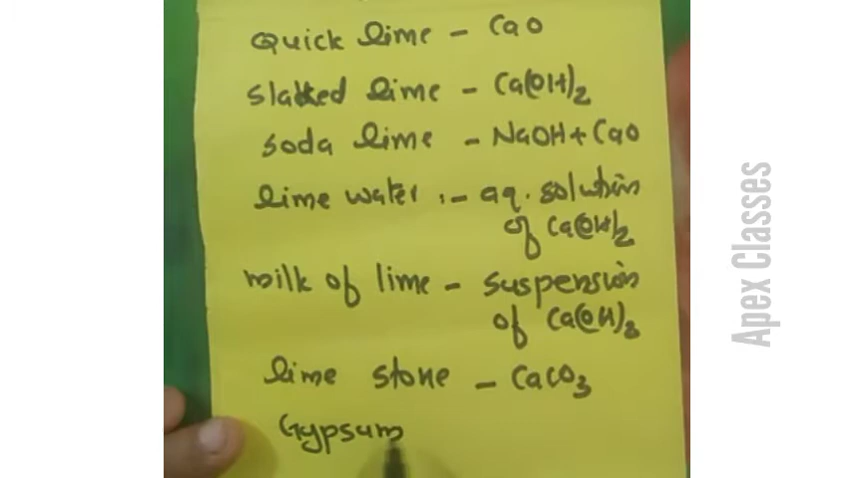 Quick lime - CaO
Slaked lime - Ca(OH)2
Soda lime - NaOH + CaO
lime water :- aq. solution
of Ca(OH)2
milk of lime - suspension
of Ca(OH)2
lime stone - CaCO3
Gypsum
Apex Classes